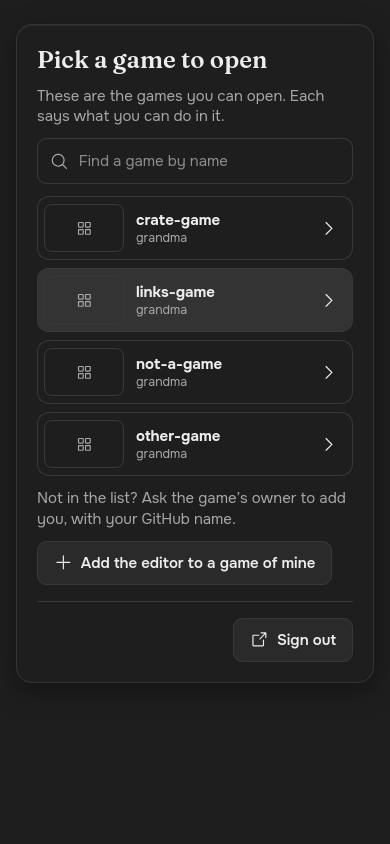 Pick a game to open
These are the games you can open. Each
says what you can do in it.
Find a game by name
crate-game
grandma
links-game
grandma
not-a-game
grandma
other-game
grandma
Not in the list? Ask the game’s owner to add
you, with your GitHub name.
Add the editor to a game of mine
Sign out